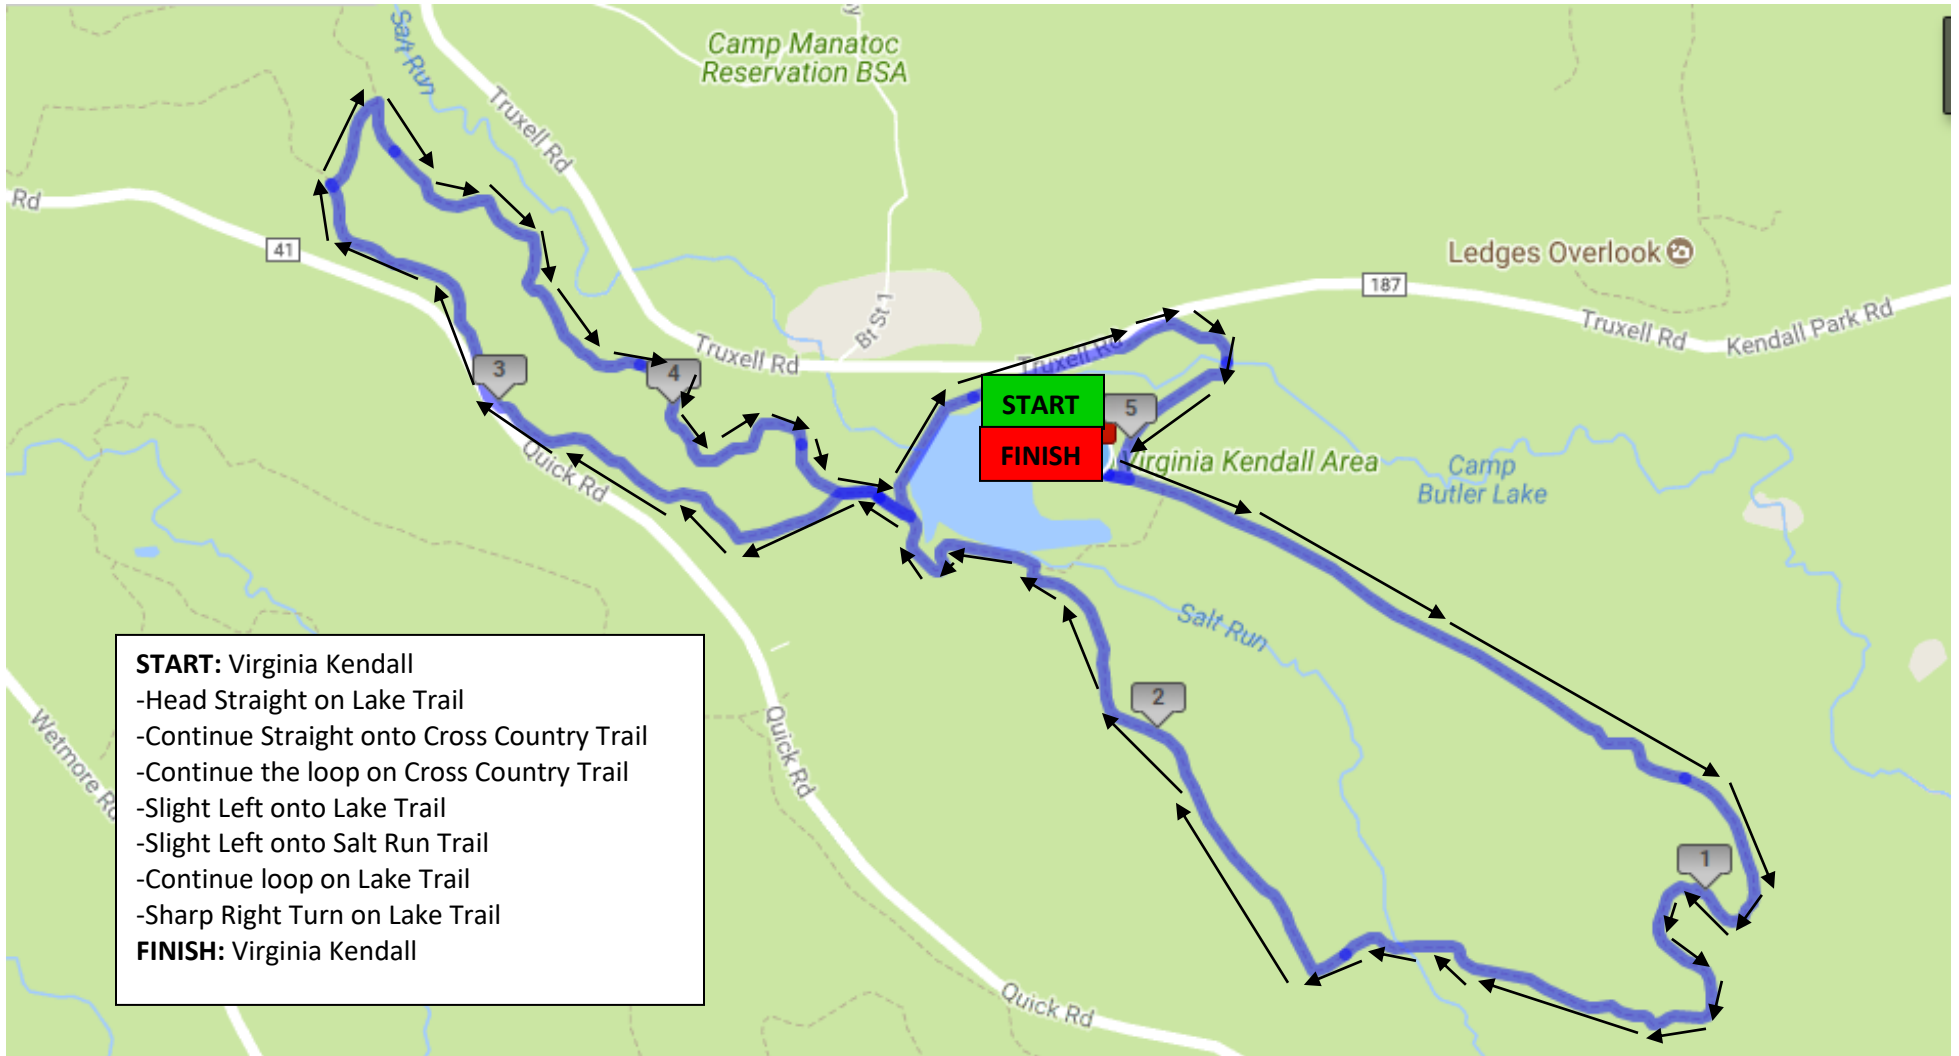 Salt Run
Camp Manatoc
Reservation BSA
Truxell Rd
Rd
41
Ledges Overlook
187
Bt St 1
Truxell Rd
Truxell Rd
Truxell Rd
Kendall Park Rd
3
4
START
5
FINISH
Virginia Kendall Area
Camp
Butler Lake
Quick Rd
Salt Run
2
Quick Rd
Wetmore Rd
1
Quick Rd
START: Virginia Kendall
-Head Straight on Lake Trail
-Continue Straight onto Cross Country Trail
-Continue the loop on Cross Country Trail
-Slight Left onto Lake Trail
-Slight Left onto Salt Run Trail
-Continue loop on Lake Trail
-Sharp Right Turn on Lake Trail
FINISH: Virginia Kendall